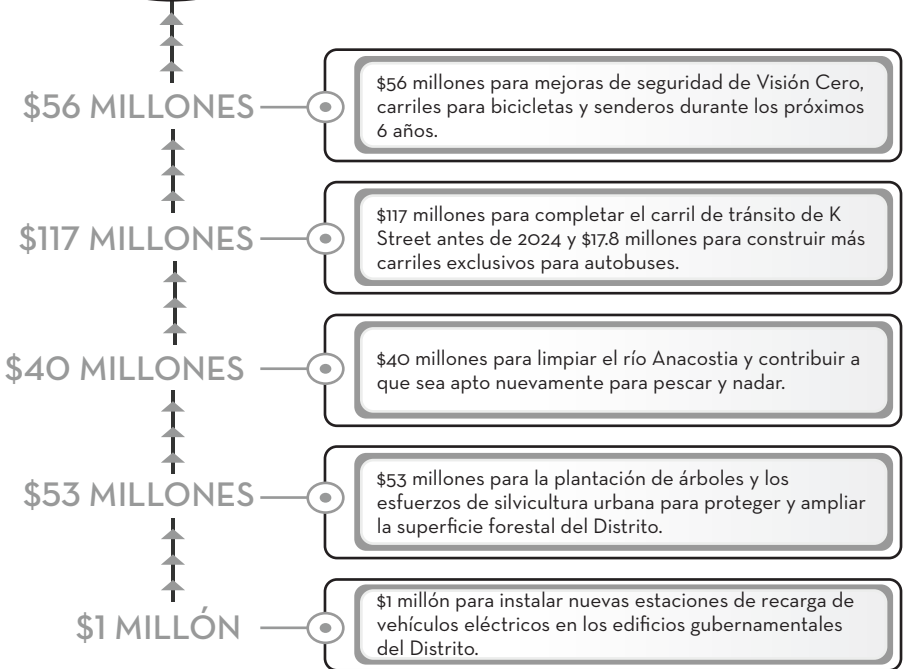 $56 MILLONES
$56 millones para mejoras de seguridad de Visión Cero,
carriles para bicicletas y senderos durante los próximos
6 años.
$117 MILLONES
$117 millones para completar el carril de tránsito de K
Street antes de 2024 y $17.8 millones para construir más
carriles exclusivos para autobuses.
$40 MILLONES
$40 millones para limpiar el río Anacostia y contribuir a
que sea apto nuevamente para pescar y nadar.
$53 MILLONES
$53 millones para la plantación de árboles y los
esfuerzos de silvicultura urbana para proteger y ampliar
la superficie forestal del Distrito.
$1 MILLÓN
$1 millón para instalar nuevas estaciones de recarga de
vehículos eléctricos en los edificios gubernamentales
del Distrito.